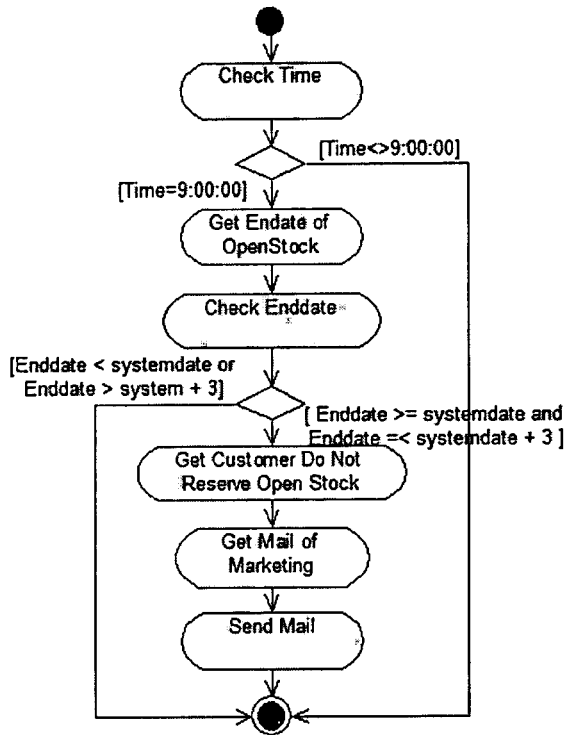 Check Time
[Time<>9:00:00]
[Time=9:00:00]
Get Endate of
OpenStock
Check Enddate
[Enddate < systemdate or
Enddate > system + 3]
[ Enddate >= systemdate and
Enddate =< systemdate + 3 ]
Get Customer Do Not
Reserve Open Stock
Get Mail of
Marketing
Send Mail